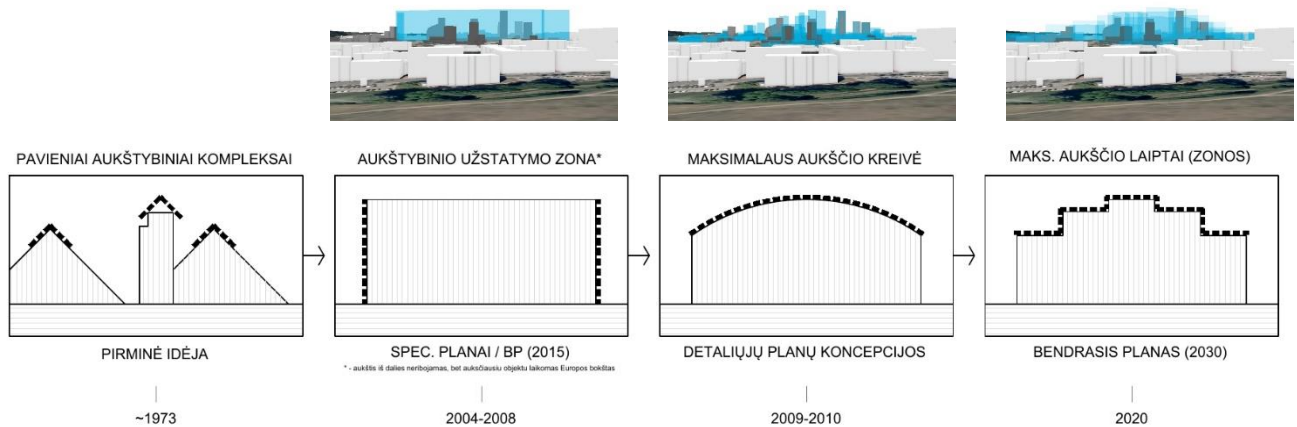 PAVIENIAI AUKŠTYBINIAI KOMPLEKSAI
AUKŠTYBINIO UŽSTATYMO ZONA*
MAKSIMALAUS AUKŠČIO KREIVĖ
MAKS. AUKŠČIO LAIPTAI (ZONOS)
PIRMINĖ IDĖJA
SPEC. PLANAI / BP (2015)
* - aukštis iš dalies neribojamas, bet aukščiausiu objektu laikomas Europos bokštas
DETALIŲJŲ PLANŲ KONCEPCIJOS
BENDRASIS PLANAS (2030)
~1973
2004-2008
2009-2010
2020